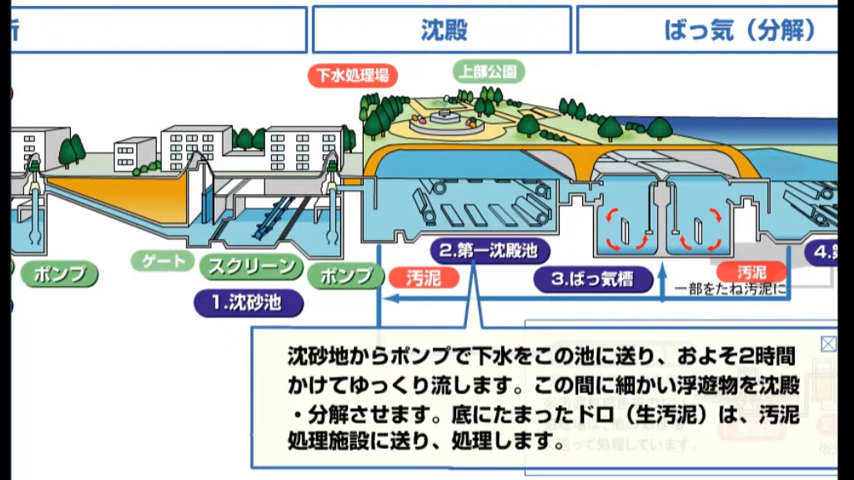 所
沈殿
ばっ気（分解）
下水処理場
上部公園
ポンプ
ゲート
スクリーン
ポンプ
1.沈砂池
汚泥
2.第一沈殿池
3.ばっ気槽
汚泥
一部をたね汚泥に
4.第
沈砂地からポンプで下水をこの池に送り、およそ2時間
かけてゆっくり流します。この間に細かい浮遊物を沈殿
・分解させます。底にたまったドロ（生汚泥）は、汚泥
処理施設に送り、処理します。